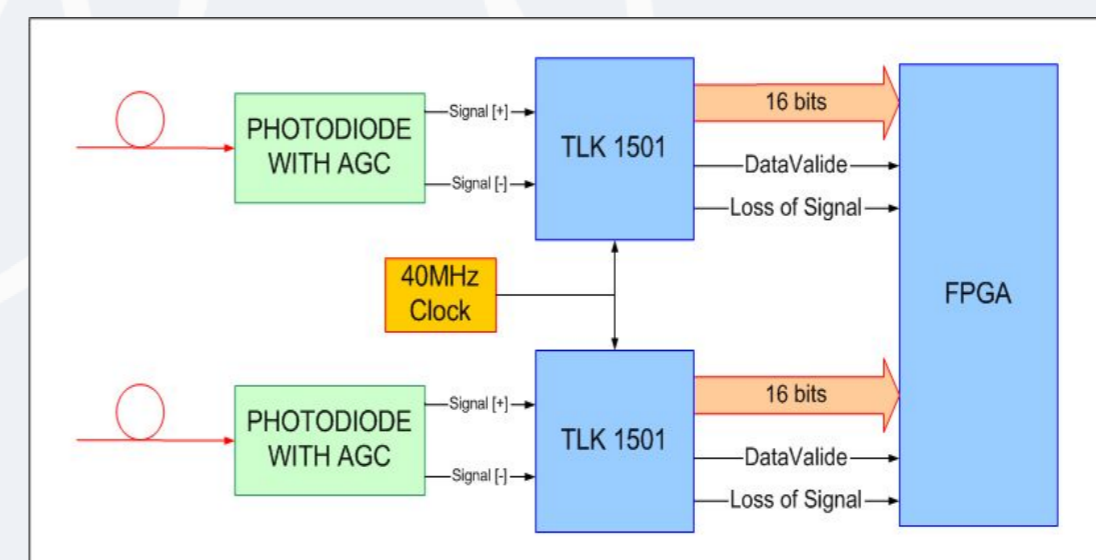 PHOTODIODE
WITH AGC
Signal [+]
Signal [-]
TLK 1501
16 bits
DataValide
Loss of Signal
40MHz
Clock
FPGA
PHOTODIODE
WITH AGC
Signal [+]
Signal [-]
TLK 1501
16 bits
DataValide
Loss of Signal